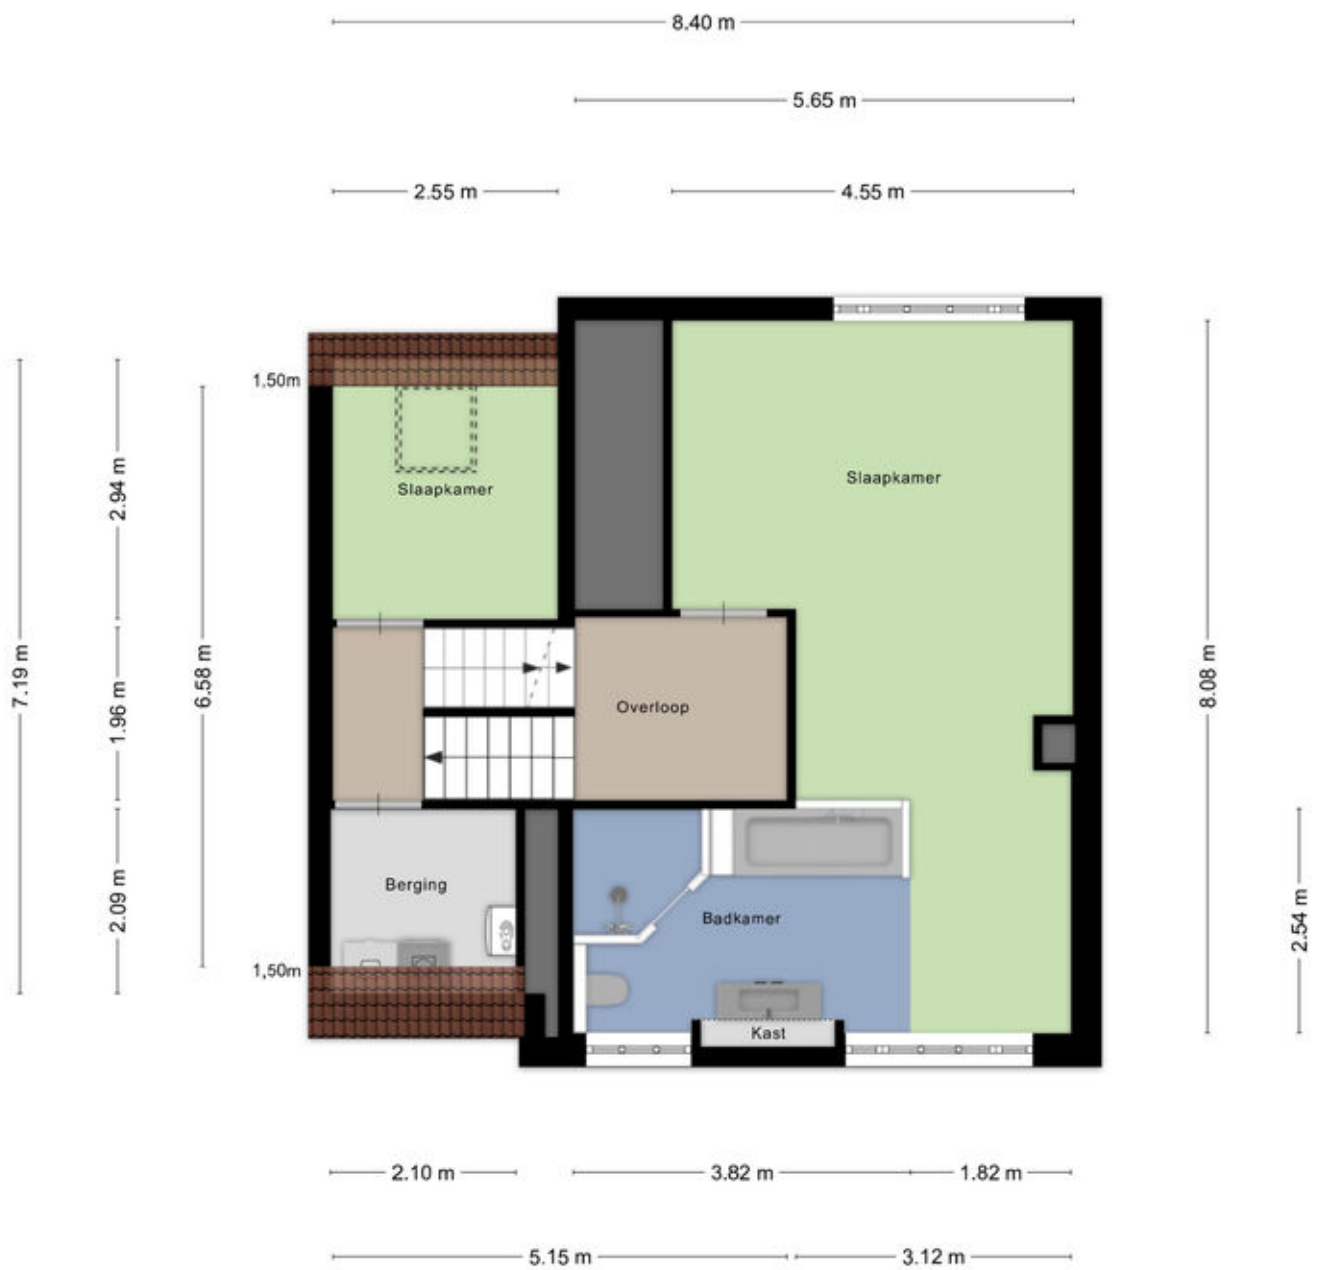 8.40 m
5.65 m
2.55 m
4.55 m
1,50m
Slaapkamer
Slaapkamer
2.94 m
7.19 m
6.58 m
1.96 m
Overloop
8.08 m
2.09 m
Berging
Badkamer
2.54 m
1,50m
Kast
2.10 m
3.82 m
1.82 m
5.15 m
3.12 m